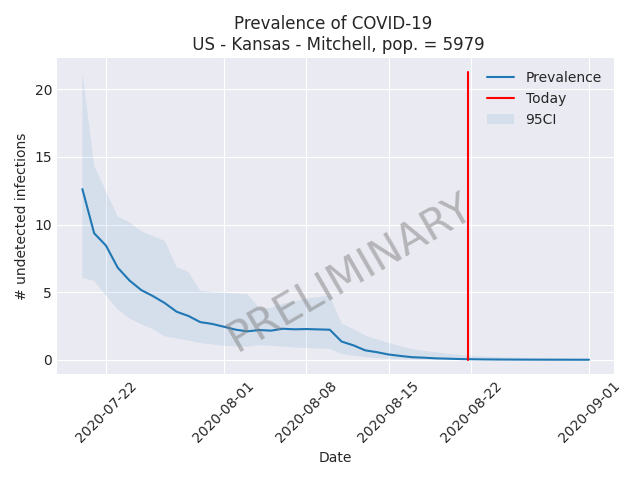 Prevalence of COVID-19
US - Kansas - Mitchell, pop. = 5979
# undetected infections
20
15
10
5
0
Prevalence
Today
95CI
PRELIMINARY
2020-07-22
2020-08-01
2020-08-08
2020-08-15
2020-08-22
2020-09-01
Date